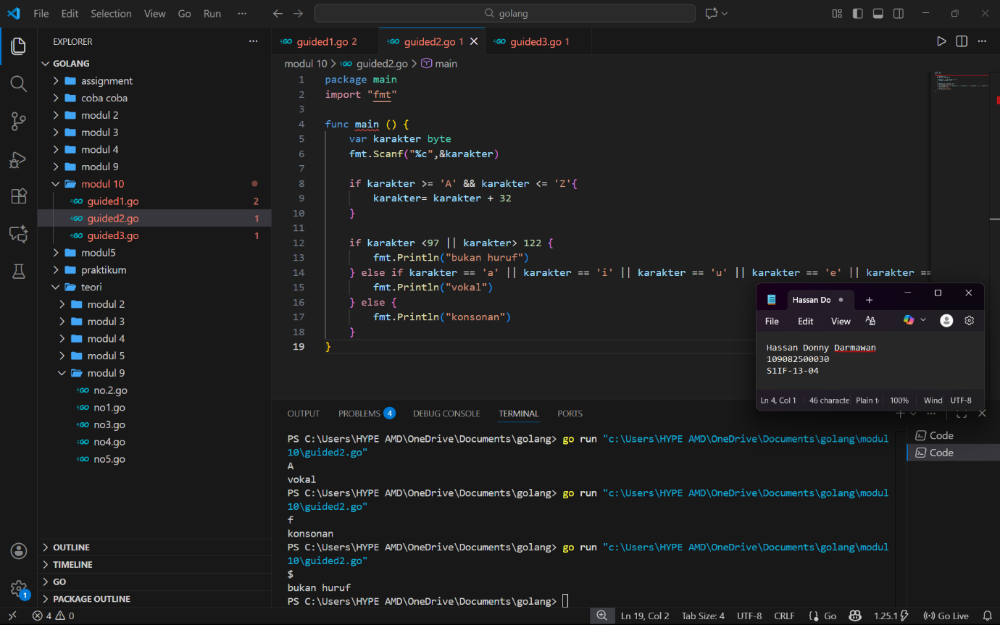 File Edit Selection View Go Run ··· golang
EXPLORER ···
GOLANG
assignment
coba coba
modul 2
modul 3
modul 4
modul 9
modul 10
guided1.go 2
guided2.go 1
guided3.go 1
modul5
praktikum
teori
modul 2
modul 3
modul 4
modul 5
modul 9
no.2.go
no1.go
no3.go
no4.go
no5.go
OUTLINE
TIMELINE
GO
PACKAGE OUTLINE
guided1.go 2 guided2.go 1 guided3.go 1
modul 10 > guided2.go > main
1 package main
2 import "fmt"
3
4 func main () {
5 var karakter byte
6 fmt.Scanf("%c",&karakter)
7
8 if karakter >= 'A' && karakter <= 'Z'{
9 karakter= karakter + 32
10 }
11
12 if karakter <97 || karakter> 122 {
13 fmt.Println("bukan huruf")
14 } else if karakter == 'a' || karakter == 'i' || karakter == 'u' || karakter == 'e' || karakter ==
15 fmt.Println("vokal")
16 } else {
17 fmt.Println("konsonan")
18 }
19 }
Hassan Do
File Edit View
Hassan Donny Darmawan
109082500030
S1IF-13-04
Ln 4, Col 1 46 characte Plain t 100% Wind UTF-8
OUTPUT PROBLEMS 4 DEBUG CONSOLE TERMINAL PORTS
PS C:\Users\HYPE AMD\OneDrive\Documents\golang> go run "c:\Users\HYPE AMD\OneDrive\Documents\golang\modul
10\guided2.go"
A
vokal
PS C:\Users\HYPE AMD\OneDrive\Documents\golang> go run "c:\Users\HYPE AMD\OneDrive\Documents\golang\modul
10\guided2.go"
f
konsonan
PS C:\Users\HYPE AMD\OneDrive\Documents\golang> go run "c:\Users\HYPE AMD\OneDrive\Documents\golang\modul
10\guided2.go"
$
bukan huruf
PS C:\Users\HYPE AMD\OneDrive\Documents\golang>
Code
Code
1
4 0 Ln 19, Col 2 Tab Size: 4 UTF-8 CRLF Go 1.25.1 Go Live